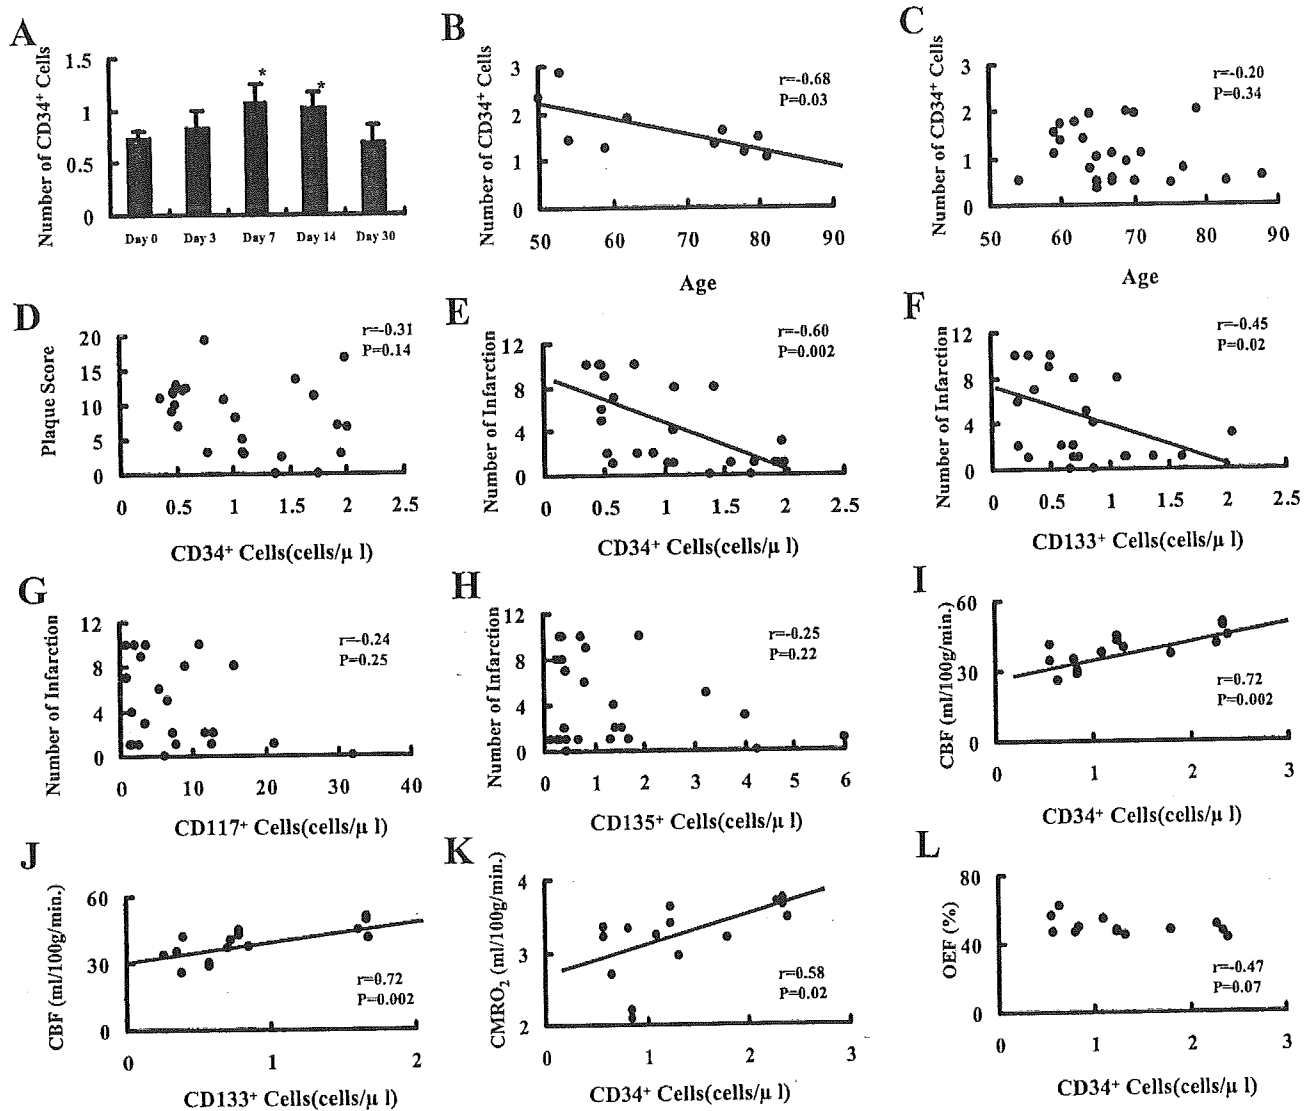 A
Number of CD34+ Cells
1.5
1
0.5
0
*
*
Day 0 Day 3 Day 7 Day 14 Day 30
B
Number of CD34+ Cells
3
2
1
0
r=-0.68
P=0.03
50 60 70 80 90
Age
C
Number of CD34+ Cells
3
2
1
0
r=-0.20
P=0.34
50 60 70 80 90
Age
D
Plaque Score
20
15
10
5
0
r=-0.31
P=0.14
0 0.5 1 1.5 2 2.5
CD34+ Cells(cells/μ l)
E
Number of Infarction
12
8
4
0
r=-0.60
P=0.002
0 0.5 1 1.5 2 2.5
CD34+ Cells(cells/μ l)
F
Number of Infarction
12
8
4
0
r=-0.45
P=0.02
0 0.5 1 1.5 2 2.5
CD133+ Cells(cells/μ l)
G
Number of Infarction
12
8
4
0
r=-0.24
P=0.25
0 10 20 30 40
CD117+ Cells(cells/μ l)
H
Number of Infarction
12
8
4
0
r=-0.25
P=0.22
0 1 2 3 4 5 6
CD135+ Cells(cells/μ l)
I
CBF (ml/100g/min.)
60
30
0
r=0.72
P=0.002
0 1 2 3
CD34+ Cells(cells/μ l)
J
CBF (ml/100g/min.)
60
30
0
r=0.72
P=0.002
0 1 2
CD133+ Cells(cells/μ l)
K
CMRO2 (ml/100g/min.)
4
3
2
r=0.58
P=0.02
0 1 2 3
CD34+ Cells(cells/μ l)
L
OEF (%)
80
40
0
r=-0.47
P=0.07
0 1 2 3
CD34+ Cells(cells/μ l)